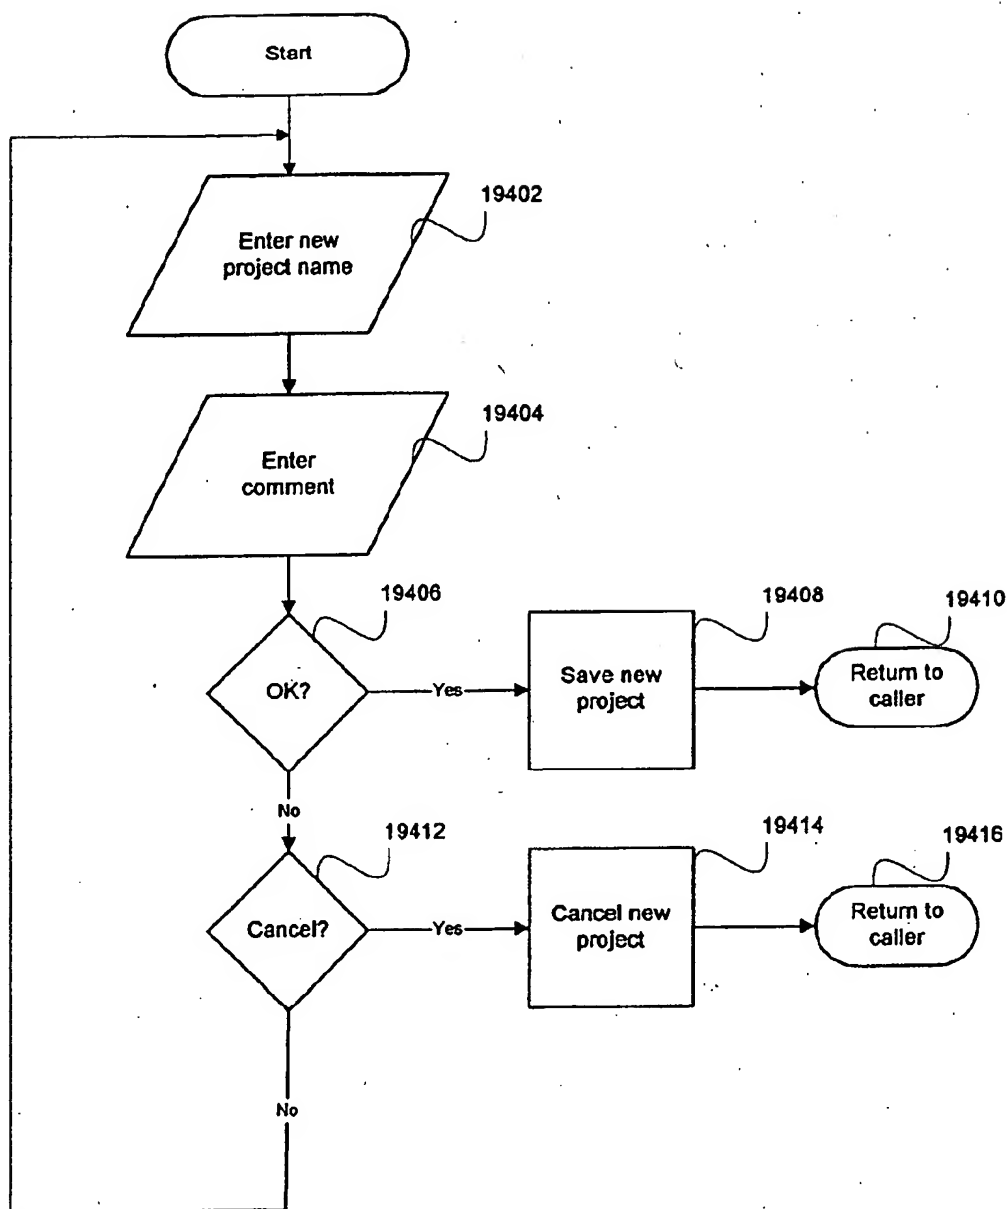 Start
19402
Enter new
project name
19404
Enter
comment
19406
19408
19410
OK?
Yes
Save new
project
Return to
caller
No
19412
19414
19416
Cancel?
Yes
Cancel new
project
Return to
caller
No